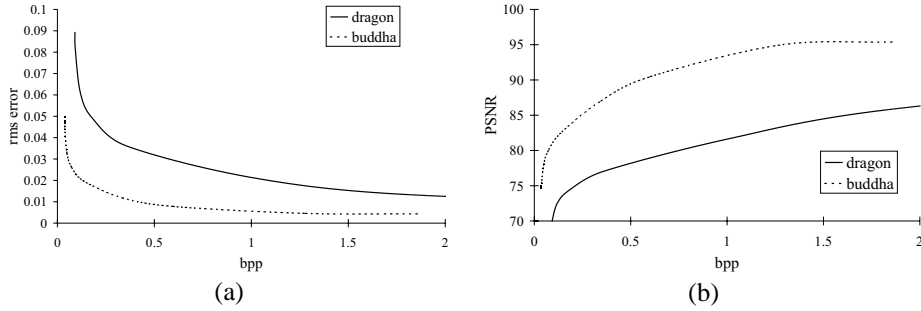 0.1
0.09
0.08
0.07
0.06
0.05
0.04
0.03
0.02
0.01
0
rms error
0 0.5 1 1.5 2
bpp
dragon
buddha
(a)
100
95
90
85
80
75
70
PSNR
0 0.5 1 1.5 2
bpp
dragon
buddha
(b)